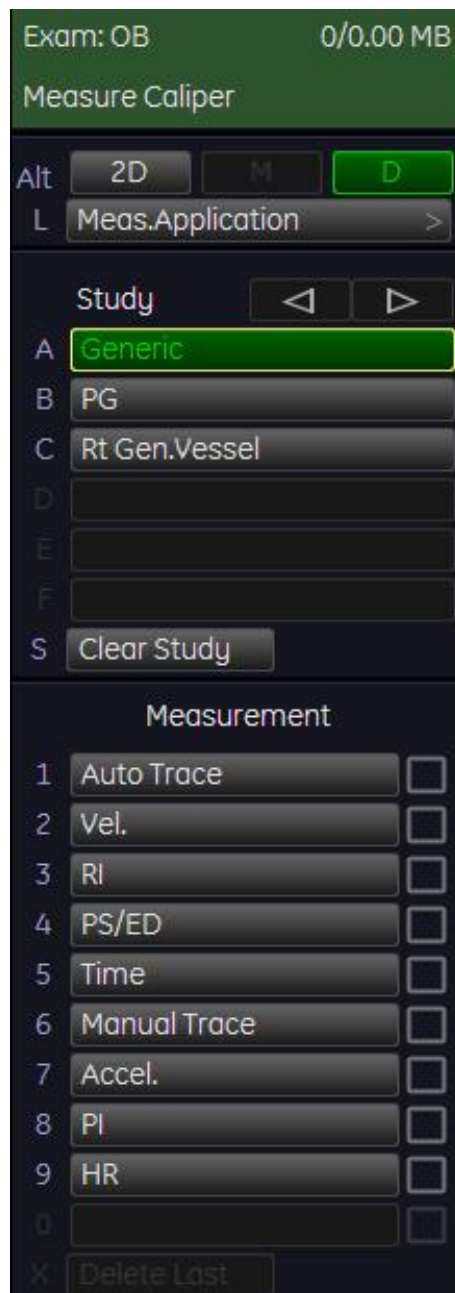 Exam: OB 0/0.00 MB
Measure Caliper
Alt 2D M D
L Meas.Application >
Study
A Generic
B PG
C Rt Gen.Vessel
D
E
F
S Clear Study
Measurement
1 Auto Trace
2 Vel.
3 RI
4 PS/ED
5 Time
6 Manual Trace
7 Accel.
8 PI
9 HR
0
X Delete Last